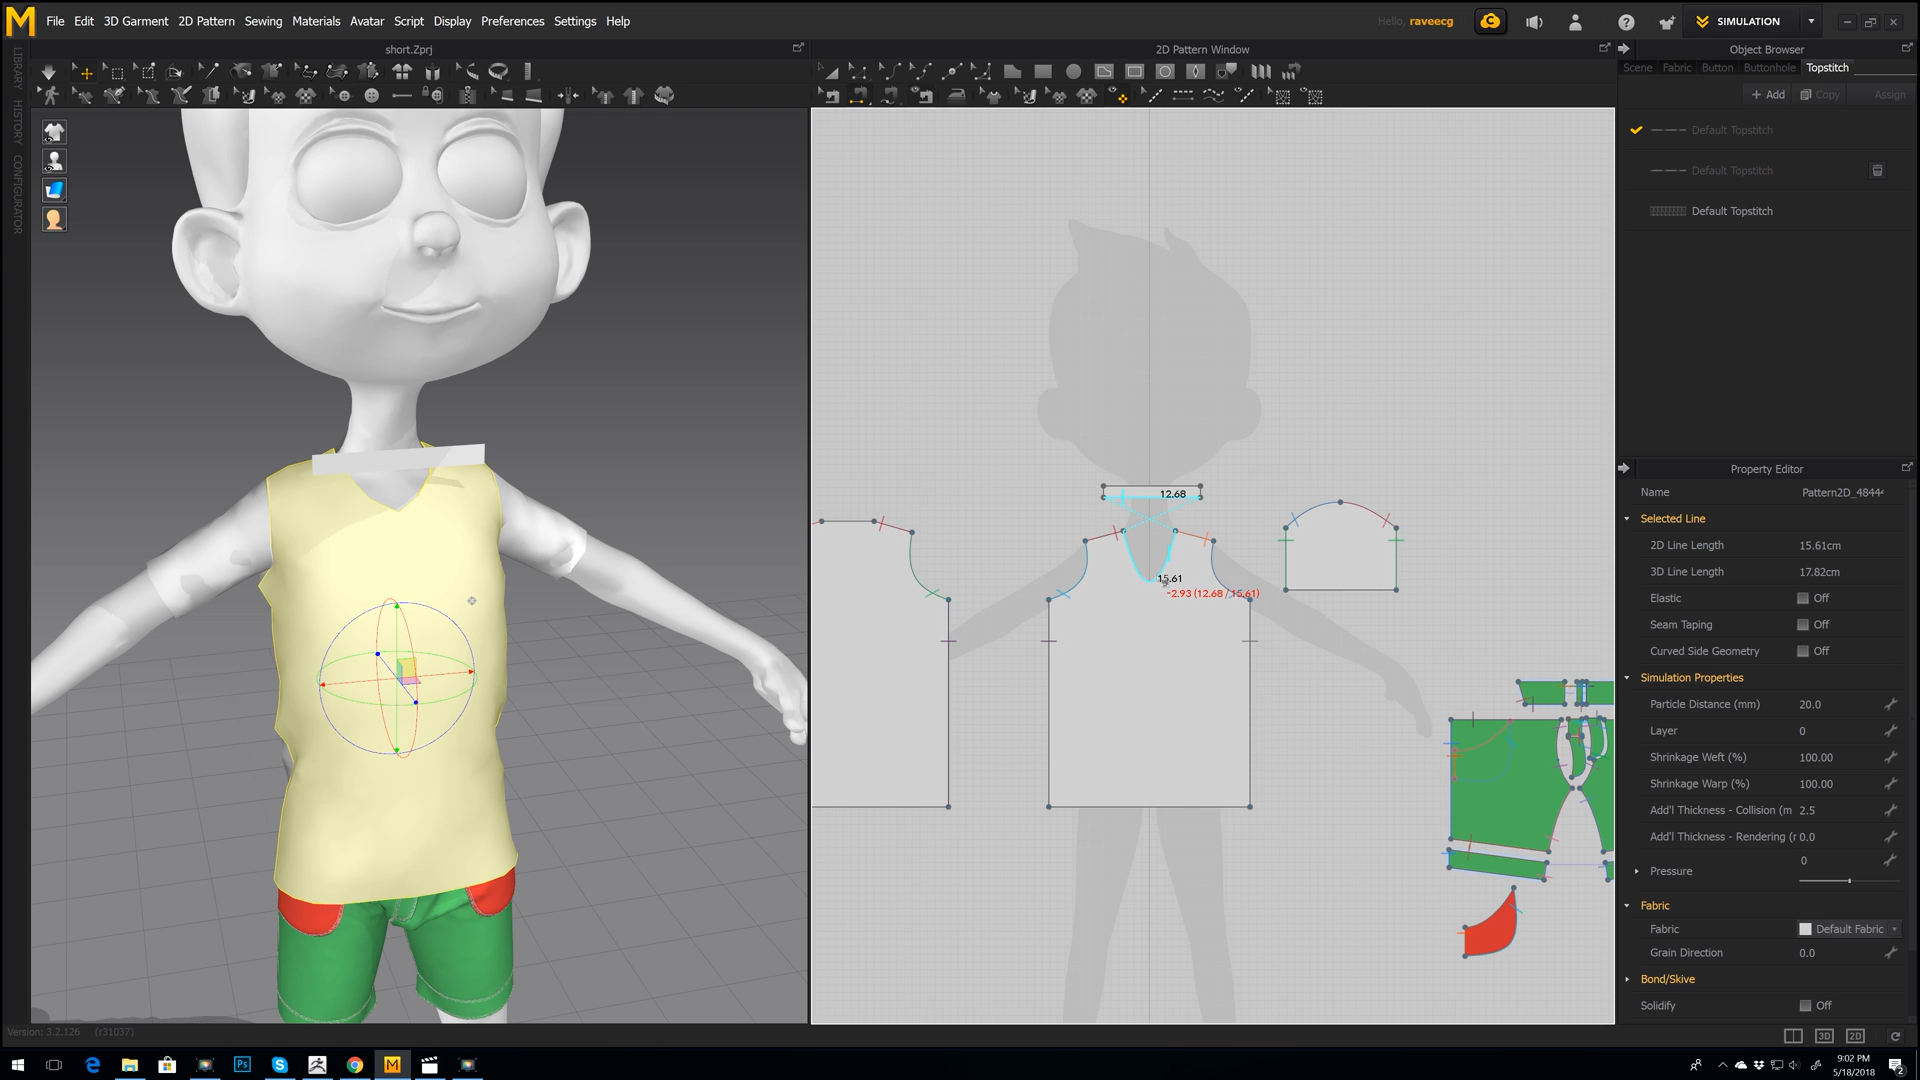 File Edit 3D Garment 2D Pattern Sewing Materials Avatar Script Display Preferences Settings Help
Hello, raveecg
SIMULATION
short.Zprj
2D Pattern Window
Object Browser
LIBRARY HISTORY CONFIGURATOR
Scene Fabric Button Buttonhole Topstitch
+ Add Copy Assign
Default Topstitch
Default Topstitch
Default Topstitch
12.68
15.61
-2.93 (12.68 / 15.61)
Property Editor
Name Pattern2D_4844
Selected Line
2D Line Length 15.61cm
3D Line Length 17.82cm
Elastic Off
Seam Taping Off
Curved Side Geometry Off
Simulation Properties
Particle Distance (mm) 20.0
Layer 0
Shrinkage Weft (%) 100.00
Shrinkage Warp (%) 100.00
Add'l Thickness - Collision (m 2.5
Add'l Thickness - Rendering (r 0.0
0
Pressure
Fabric
Fabric Default Fabric
Grain Direction 0.0
Bond/Skive
Solidify Off
Version: 3.2.126 (r31037)
3D 2D
Ps
9:02 PM
5/18/2018
2